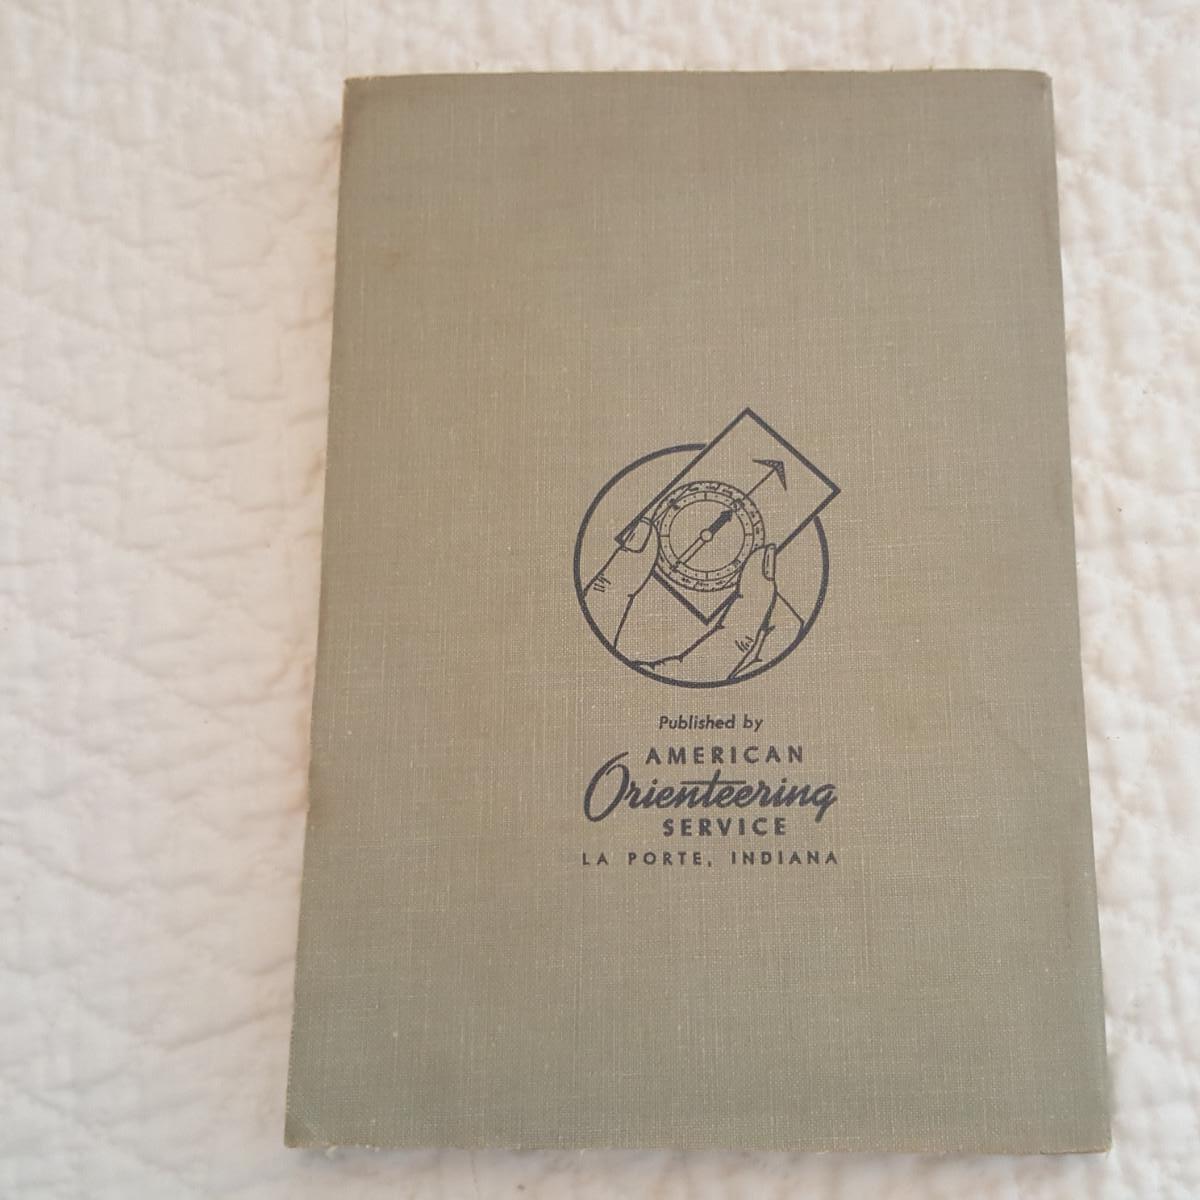 Published by
AMERICAN
Orienteering
SERVICE
LA PORTE, INDIANA